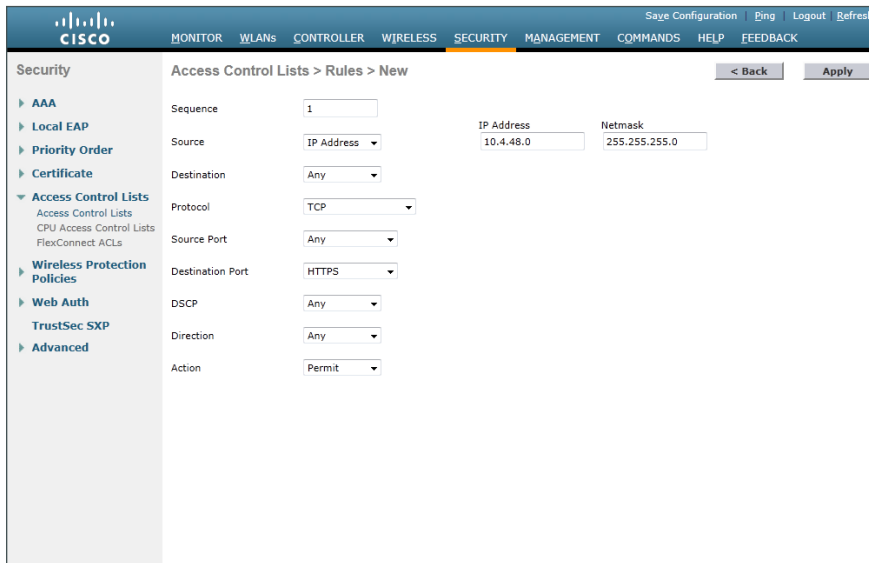 Save Configuration | Ping | Logout | Refresh
CISCO
MONITOR WLANs CONTROLLER WIRELESS SECURITY MANAGEMENT COMMANDS HELP FEEDBACK
Security
AAA
Local EAP
Priority Order
Certificate
Access Control Lists
Access Control Lists
CPU Access Control Lists
FlexConnect ACLs
Wireless Protection
Policies
Web Auth
TrustSec SXP
Advanced
Access Control Lists > Rules > New
< Back Apply
Sequence 1
IP Address Netmask
Source IP Address 10.4.48.0 255.255.255.0
Destination Any
Protocol TCP
Source Port Any
Destination Port HTTPS
DSCP Any
Direction Any
Action Permit